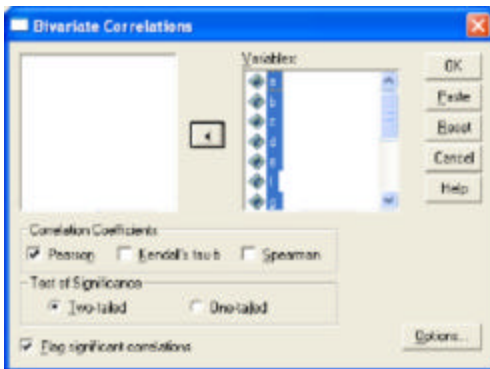 Bivariate Correlations
Variables:
a
b
c
d
e
f
g
OK
Paste
Reset
Cancel
Help
Correlation Coefficients
Pearson Kendall's tau-b Spearman
Test of Significance
Two-tailed One-tailed
Flag significant correlations
Options...